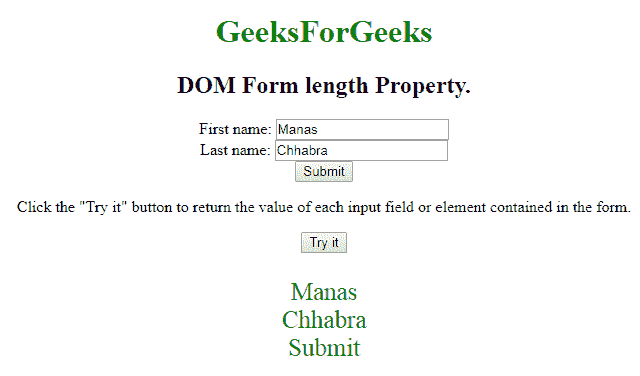 GeeksForGeeks
DOM Form length Property.
First name: Manas
Last name: Chhabra
Submit
Click the "Try it" button to return the value of each input field or element contained in the form.
Try it
Manas
Chhabra
Submit